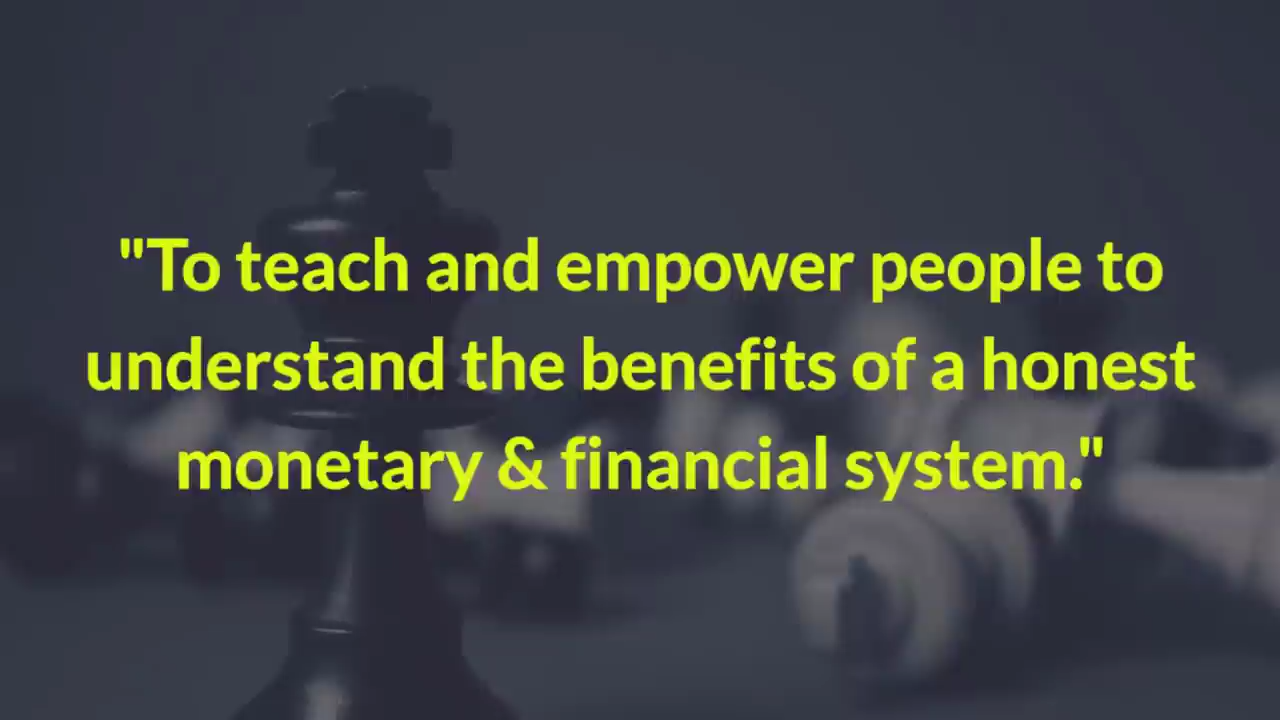 "To teach and empower people to
understand the benefits of a honest
monetary & financial system."